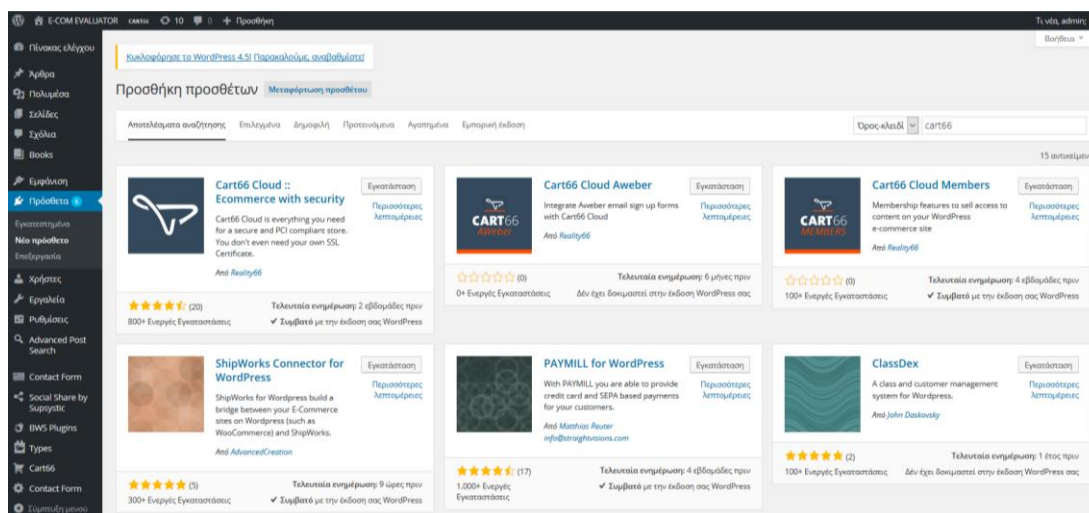 E-COM EVALUATOR CART66 10 0 + Προσθήκη Τι νέα, admin;
Πίνακας ελέγχου
Άρθρα
Πολυμέσα
Σελίδες
Σχόλια
Books
Εμφάνιση
Πρόσθετα
Εγκατεστημένα
Νέο πρόσθετο
Επεξεργασία
Χρήστες
Εργαλεία
Ρυθμίσεις
Advanced Post
Search
Contact Form
Social Share by
Supsystic
BWS Plugins
Types
Cart66
Contact Form
Σύμπτυξη μενού
Βοήθεια
Κυκλοφόρησε το WordPress 4.5! Παρακαλούμε, αναβαθμίστε!
Προσθήκη προσθέτων Μεταφόρτωση προσθέτου
Αποτελέσματα αναζήτησης Επιλεγμένα Δημοφιλή Προτεινόμενα Αγαπημένα Εμπορική έκδοση
Όρος-κλειδί cart66
15 αντικείμεν
Cart66 Cloud ::
Ecommerce with security
Εγκατάσταση
Περισσότερες
λεπτομέρειες
Cart66 Cloud is everything you need
for a secure and PCI compliant store.
You don't even need your own SSL
Certificate.
Από Reality66
(20)
Τελευταία ενημέρωση: 2 εβδομάδες πριν
800+ Ενεργές Εγκαταστάσεις
✔ Συμβατό με την έκδοση σας WordPress
CART66
AWeber
Cart66 Cloud Aweber
Εγκατάσταση
Περισσότερες
λεπτομέρειες
Integrate Aweber email sign up forms
with Cart66 Cloud
Από Reality66
(0)
Τελευταία ενημέρωση: 6 μήνες πριν
0+ Ενεργές Εγκαταστάσεις
Δέν έχει δοκιμαστεί στην έκδοση WordPress σας
CART66
MEMBERS
Cart66 Cloud Members
Εγκατάσταση
Περισσότερες
λεπτομέρειες
Membership features to sell access to
content on your WordPress
e-commerce site
Από Reality66
(0)
Τελευταία ενημέρωση: 4 εβδομάδες πριν
100+ Ενεργές Εγκαταστάσεις
✔ Συμβατό με την έκδοση σας WordPress
ShipWorks Connector for
WordPress
Εγκατάσταση
Περισσότερες
λεπτομέρειες
ShipWorks for Wordpress build a
bridge between your E-Commerce
sites on Wordpress (such as
WooCommerce) and ShipWorks.
Από AdvancedCreation
(5)
Τελευταία ενημέρωση: 9 ώρες πριν
300+ Ενεργές Εγκαταστάσεις
✔ Συμβατό με την έκδοση σας WordPress
PAYMILL for WordPress
Εγκατάσταση
Περισσότερες
λεπτομέρειες
With PAYMILL you are able to provide
credit card and SEPA based payments
for your customers.
Από Matthias Reuter
info@straightvisions.com
(17)
Τελευταία ενημέρωση: 4 εβδομάδες πριν
1.000+ Ενεργές
Εγκαταστάσεις
✔ Συμβατό με την έκδοση σας WordPress
ClassDex
Εγκατάσταση
Περισσότερες
λεπτομέρειες
A class and customer management
system for Wordpress.
Από John Daskovsky
(2)
Τελευταία ενημέρωση: 1 έτος πριν
100+ Ενεργές Εγκαταστάσεις
Δέν έχει δοκιμαστεί στην έκδοση WordPress σας